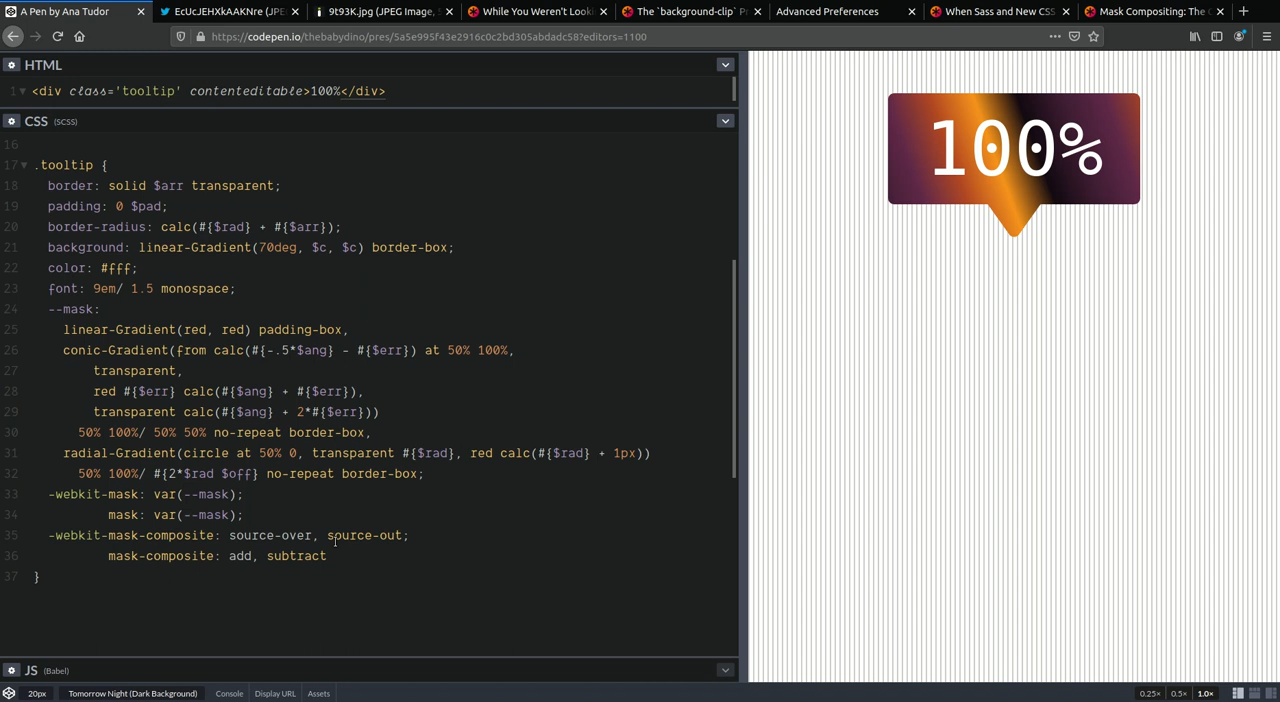 A Pen by Ana Tudor
EcUcJEHXkAAKNre (JPE
9t93K.jpg (JPEG Image, 5
While You Weren't Looki
The `background-clip` Pr
Advanced Preferences
When Sass and New CSS
Mask Compositing: The C
https://codepen.io/thebabydino/pres/5a5e995f43e2916c0c2bd305abdadc58?editors=1100
HTML
1 <div class='tooltip' contenteditable>100%</div>
CSS (SCSS)
16
17 .tooltip {
18 border: solid $arr transparent;
19 padding: 0 $pad;
20 border-radius: calc(#{$rad} + #{$arr});
21 background: linear-Gradient(70deg, $c, $c) border-box;
22 color: #fff;
23 font: 9em/ 1.5 monospace;
24 --mask:
25 linear-Gradient(red, red) padding-box,
26 conic-Gradient(from calc(#{-.5*$ang} - #{$err}) at 50% 100%,
27 transparent,
28 red #{$err} calc(#{$ang} + #{$err}),
29 transparent calc(#{$ang} + 2*#{$err}))
30 50% 100%/ 50% 50% no-repeat border-box,
31 radial-Gradient(circle at 50% 0, transparent #{$rad}, red calc(#{$rad} + 1px))
32 50% 100%/ #{2*$rad $off} no-repeat border-box;
33 -webkit-mask: var(--mask);
34 mask: var(--mask);
35 -webkit-mask-composite: source-over, source-out;
36 mask-composite: add, subtract
37 }
100%
JS (Babel)
20px
Tomorrow Night (Dark Background)
Console
Display URL
Assets
0.25×
0.5×
1.0×